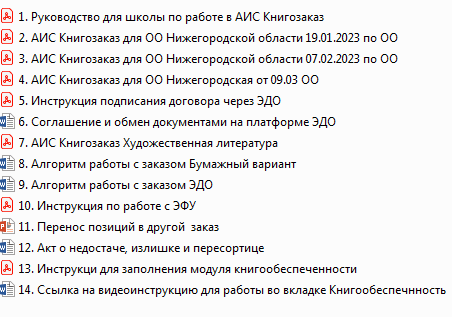 1. Руководство для школы по работе в АИС Книгозаказ
2. АИС Книгозаказ для ОО Нижегородской области 19.01.2023 по ОО
3. АИС Книгозаказ для ОО Нижегородской области 07.02.2023 по ОО
4. АИС Книгозаказ для ОО Нижегородская от 09.03 ОО
5. Инструкция подписания договора через ЭДО
6. Соглашение и обмен документами на платформе ЭДО
7. АИС Книгозаказ Художественная литература
8. Алгоритм работы с заказом Бумажный вариант
9. Алгоритм работы с заказом ЭДО
10. Инструкция по работе с ЭФУ
11. Перенос позиций в другой  заказ
12. Акт о недостаче, излишке и пересортице
13. Инструкци для заполнения модуля книгообеспеченности
14. Ссылка на видеоинструкцию для работы во вкладке Книгообеспечнность